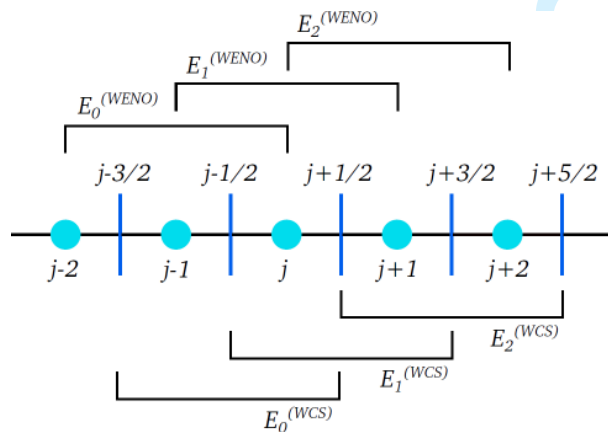 E₂⁽ᵂᴱᴺᴼ⁾
E₁⁽ᵂᴱᴺᴼ⁾
E₀⁽ᵂᴱᴺᴼ⁾
j-3/2 j-1/2 j+1/2 j+3/2 j+5/2
j-2 j-1 j j+1 j+2
E₂⁽ᵂᶜˢ⁾
E₁⁽ᵂᶜˢ⁾
E₀⁽ᵂᶜˢ⁾